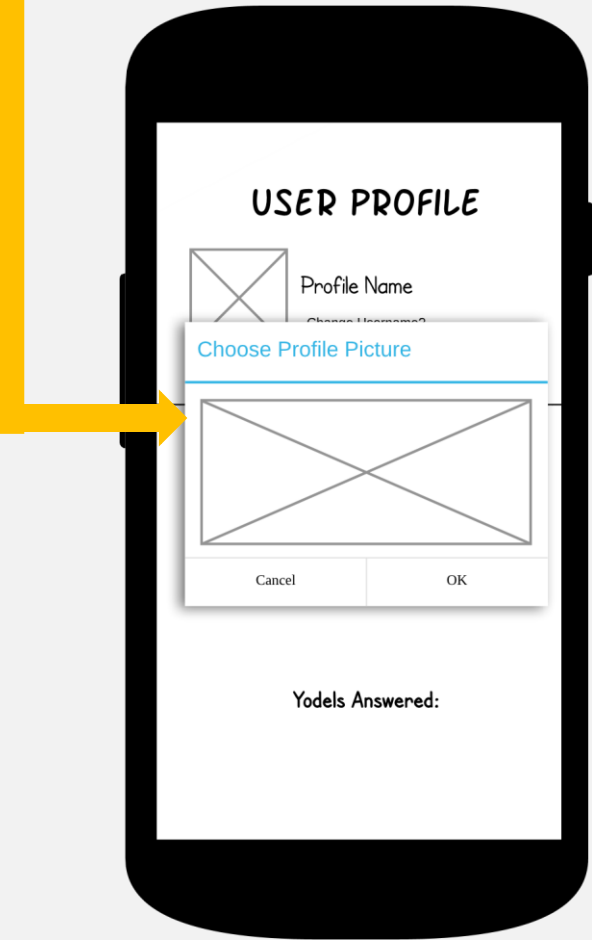 USER PROFILE
Profile Name
Change Username?
Choose Profile Picture
Cancel OK
Yodels Answered: